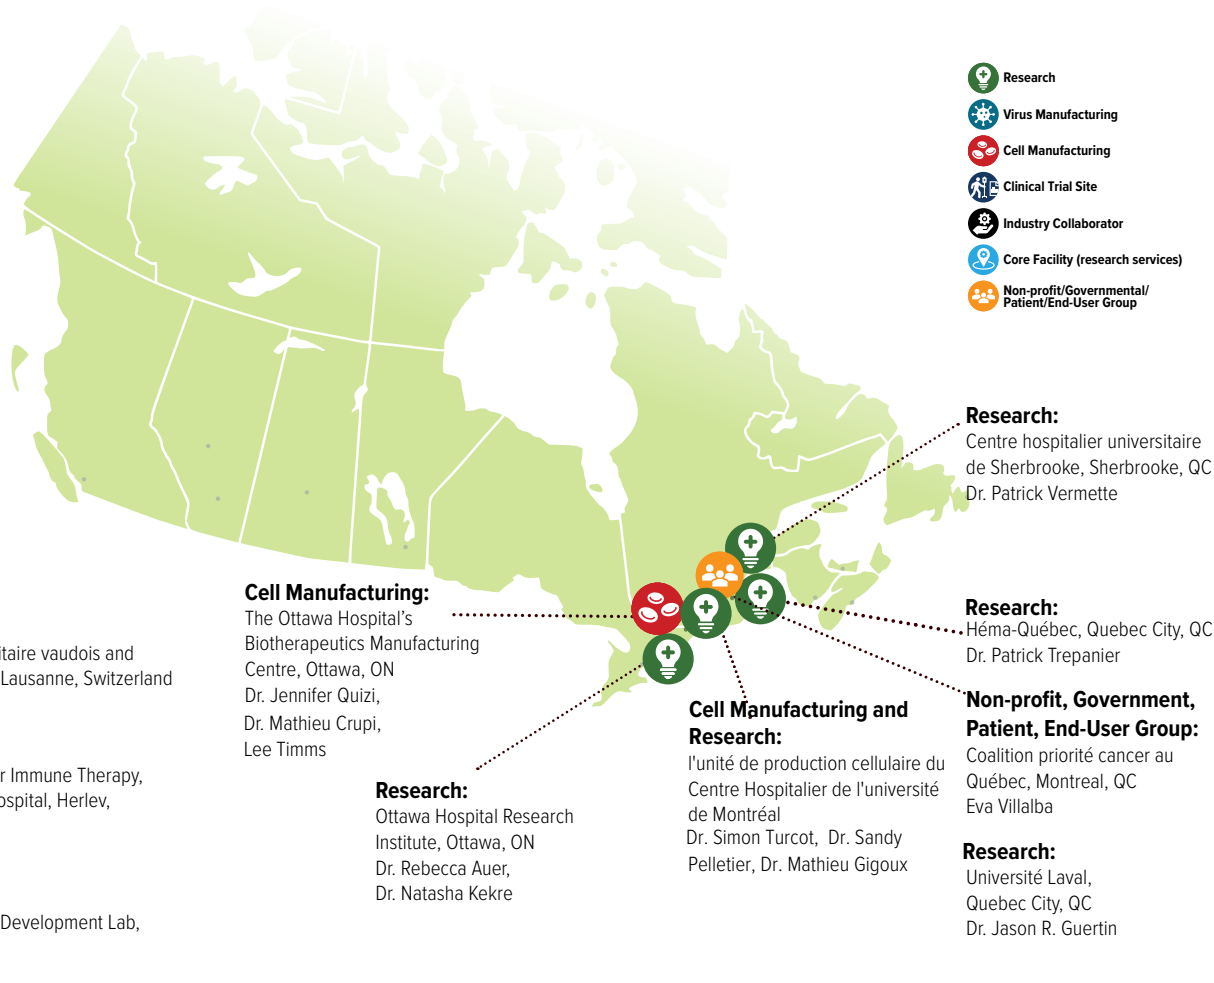 Research
Virus Manufacturing
Cell Manufacturing
Clinical Trial Site
Industry Collaborator
Core Facility (research services)
Non-profit/Governmental/
Patient/End-User Group
Research:
Centre hospitalier universitaire
de Sherbrooke, Sherbrooke, QC
Dr. Patrick Vermette
Research:
Héma-Québec, Quebec City, QC
Dr. Patrick Trepanier
Non-profit, Government,
Patient, End-User Group:
Coalition priorité cancer au
Québec, Montreal, QC
Eva Villalba
Research:
Université Laval,
Quebec City, QC
Dr. Jason R. Guertin
Cell Manufacturing and
Research:
l'unité de production cellulaire du
Centre Hospitalier de l'université
de Montréal
Dr. Simon Turcot, Dr. Sandy
Pelletier, Dr. Mathieu Gigoux
Cell Manufacturing:
The Ottawa Hospital’s
Biotherapeutics Manufacturing
Centre, Ottawa, ON
Dr. Jennifer Quizi,
Dr. Mathieu Crupi,
Lee Timms
Research:
Ottawa Hospital Research
Institute, Ottawa, ON
Dr. Rebecca Auer,
Dr. Natasha Kekre
itaire vaudois and
Lausanne, Switzerland
r Immune Therapy,
ospital, Herlev,
Development Lab,